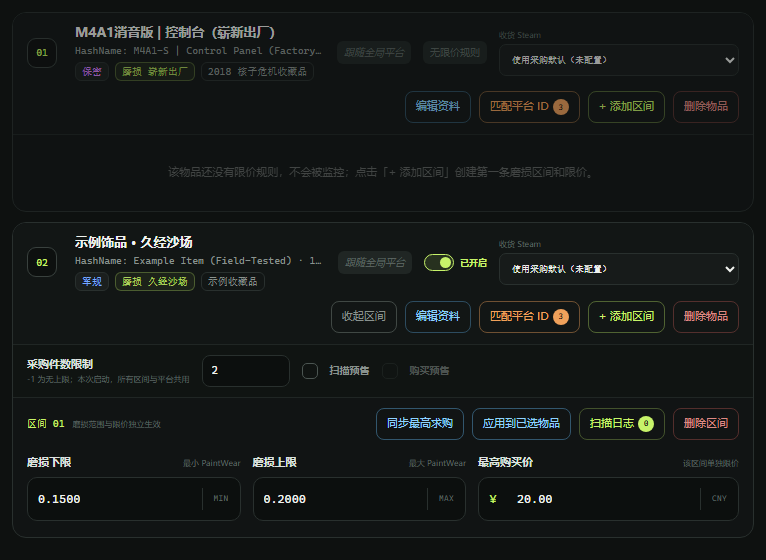 01
M4A1消音版 | 控制台（崭新出厂）
HashName: M4A1-S | Control Panel (Factory…
保密 磨损 崭新出厂 2018 核子危机收藏品
跟随全局平台 无限价规则
收货 Steam
使用采购默认（未配置）
编辑资料 匹配平台 ID 3 + 添加区间 删除物品
该物品还没有限价规则，不会被监控；点击「+ 添加区间」创建第一条磨损区间和限价。
02
示例饰品 • 久经沙场
HashName: Example Item (Field-Tested) · 1…
军规 磨损 久经沙场 示例收藏品
跟随全局平台 已开启
收货 Steam
使用采购默认（未配置）
收起区间 编辑资料 匹配平台 ID 3 + 添加区间 删除物品
采购件数限制
-1 为无上限；本次启动、所有区间与平台共用
2 扫描预售 购买预售
区间 01 磨损范围与限价独立生效
同步最高求购 应用到已选物品 扫描日志 0 删除区间
磨损下限 最小 PaintWear
0.1500 MIN
磨损上限 最大 PaintWear
0.2000 MAX
最高购买价 该区间单独限价
¥ 20.00 CNY